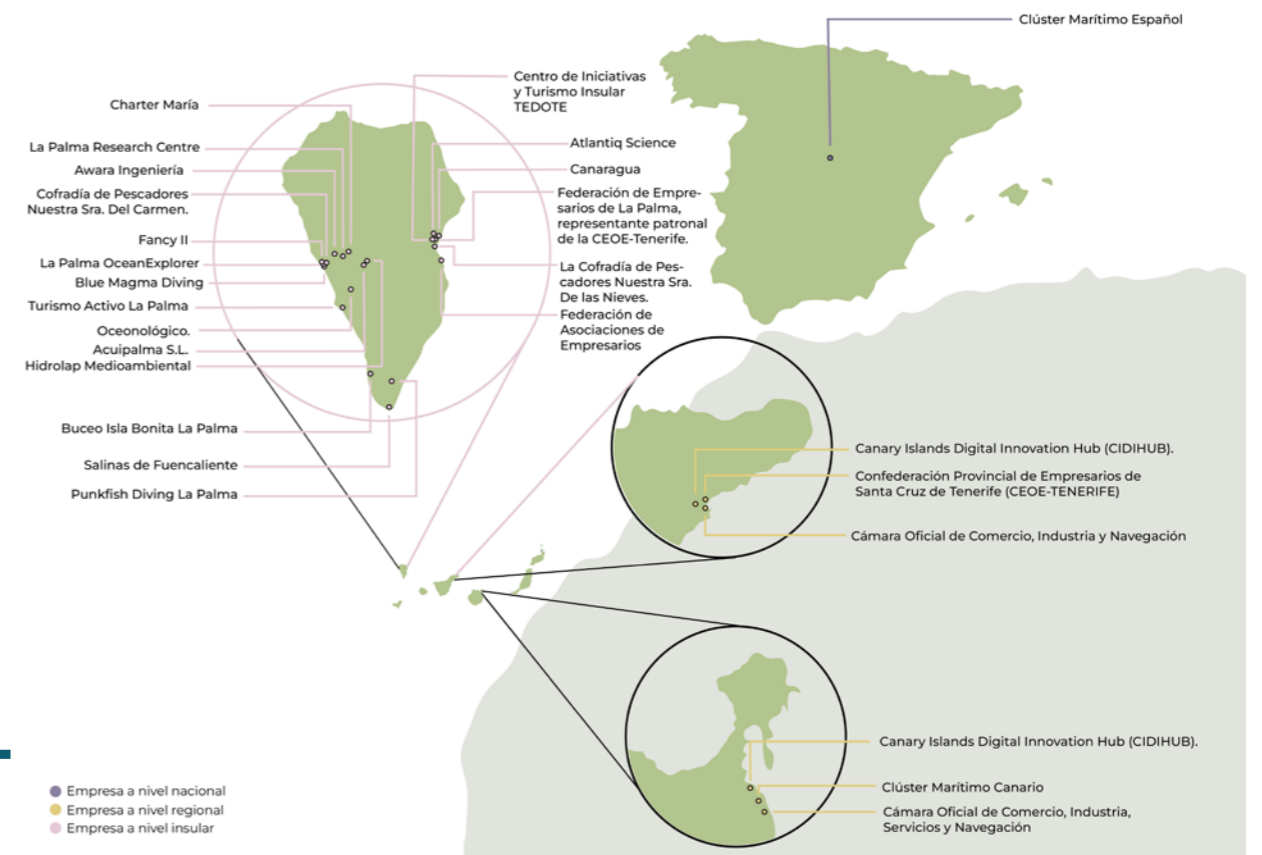 Clúster Marítimo Español
Centro de Iniciativas
y Turismo Insular
TEDOTE
Charter María
La Palma Research Centre
Awara Ingeniería
Cofradía de Pescadores
Nuestra Sra. Del Carmen.
Fancy II
La Palma OceanExplorer
Blue Magma Diving
Turismo Activo La Palma
Oceonológico.
Acuipalma S.L.
Hidrolap Medioambiental
Buceo Isla Bonita La Palma
Salinas de Fuencaliente
Punkfish Diving La Palma
Atlantiq Science
Canaragua
Federación de Empre-
sarios de La Palma,
representante patronal
de la CEOE-Tenerife.
La Cofradía de Pes-
cadores Nuestra Sra.
De las Nieves.
Federación de
Asociaciones de
Empresarios
Canary Islands Digital Innovation Hub (CIDIHUB).
Confederación Provincial de Empresarios de
Santa Cruz de Tenerife (CEOE-TENERIFE)
Cámara Oficial de Comercio, Industria y Navegación
Canary Islands Digital Innovation Hub (CIDIHUB).
Clúster Marítimo Canario
Cámara Oficial de Comercio, Industria,
Servicios y Navegación
Empresa a nivel nacional
Empresa a nivel regional
Empresa a nivel insular